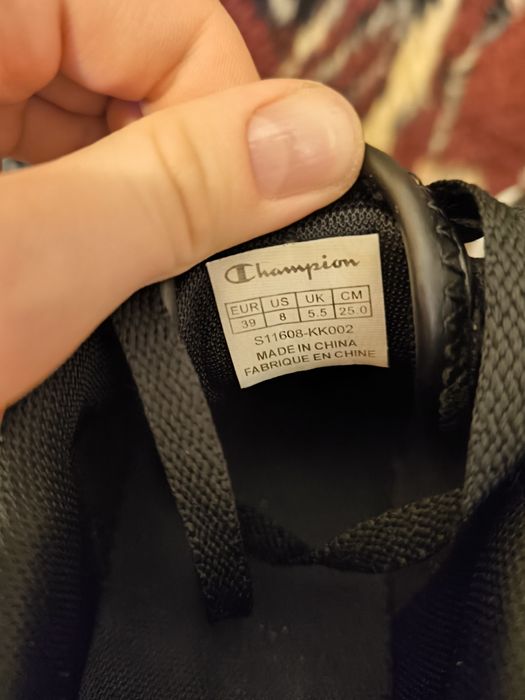 Champion
EUR US UK CM
39 8 5.5 25.0
S11608-KK002
MADE IN CHINA
FABRIQUE EN CHINE